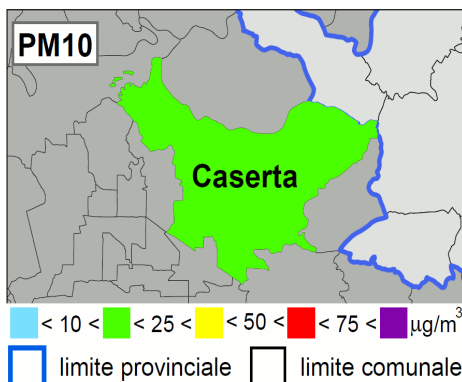 PM10
Caserta
< 10 < < 25 < < 50 < < 75 < µg/m³
limite provinciale limite comunale